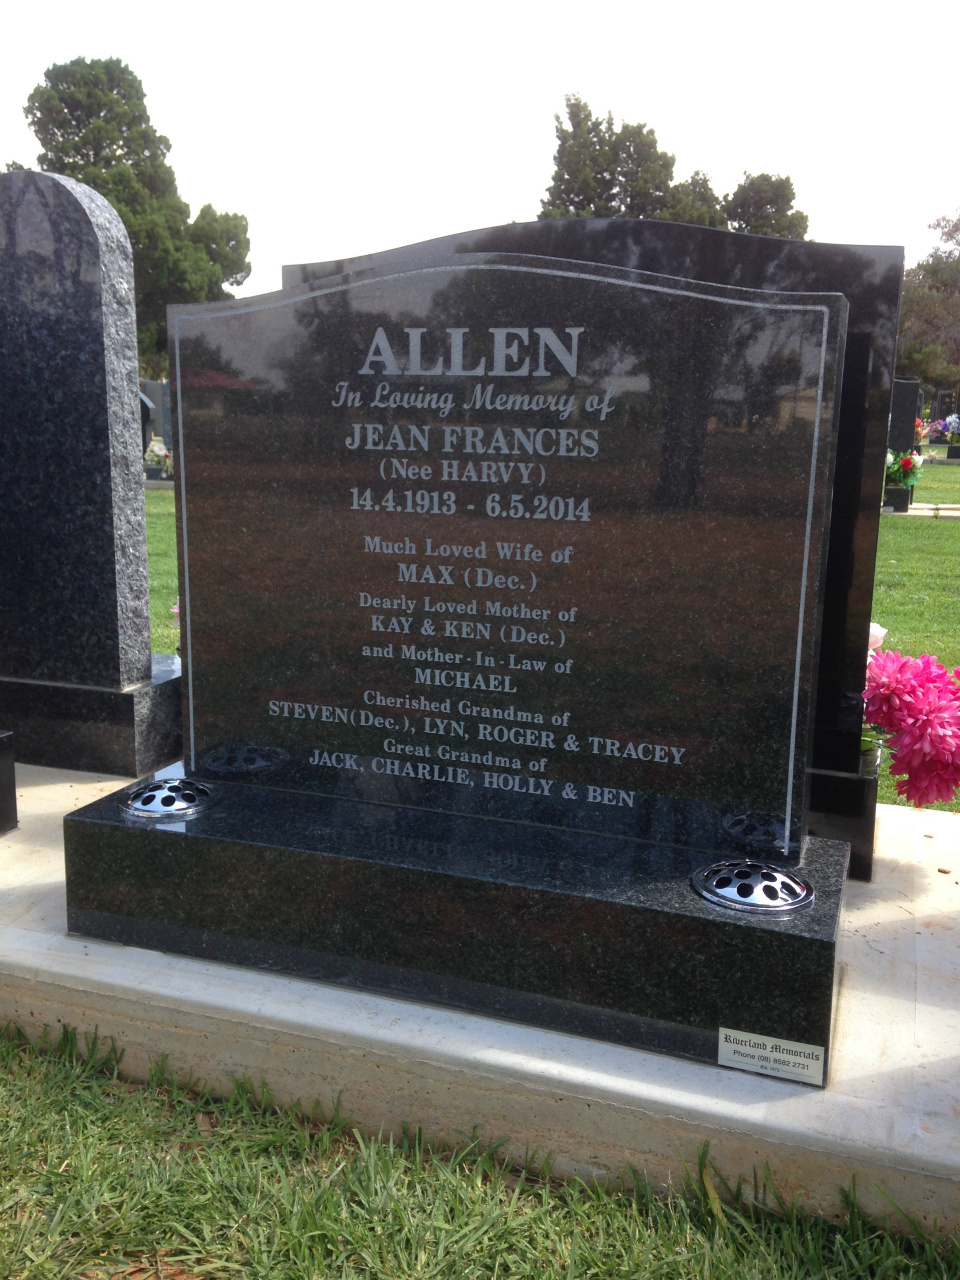 ALLEN
In Loving Memory of
JEAN FRANCES
(Nee HARVY)
14.4.1913 - 6.5.2014
Much Loved Wife of
MAX (Dec.)
Dearly Loved Mother of
KAY & KEN (Dec.)
and Mother-In-Law of
MICHAEL
Cherished Grandma of
STEVEN(Dec.), LYN, ROGER & TRACEY
Great Grandma of
JACK, CHARLIE, HOLLY & BEN
Riverland Memorials
Phone (08) 8582 2731